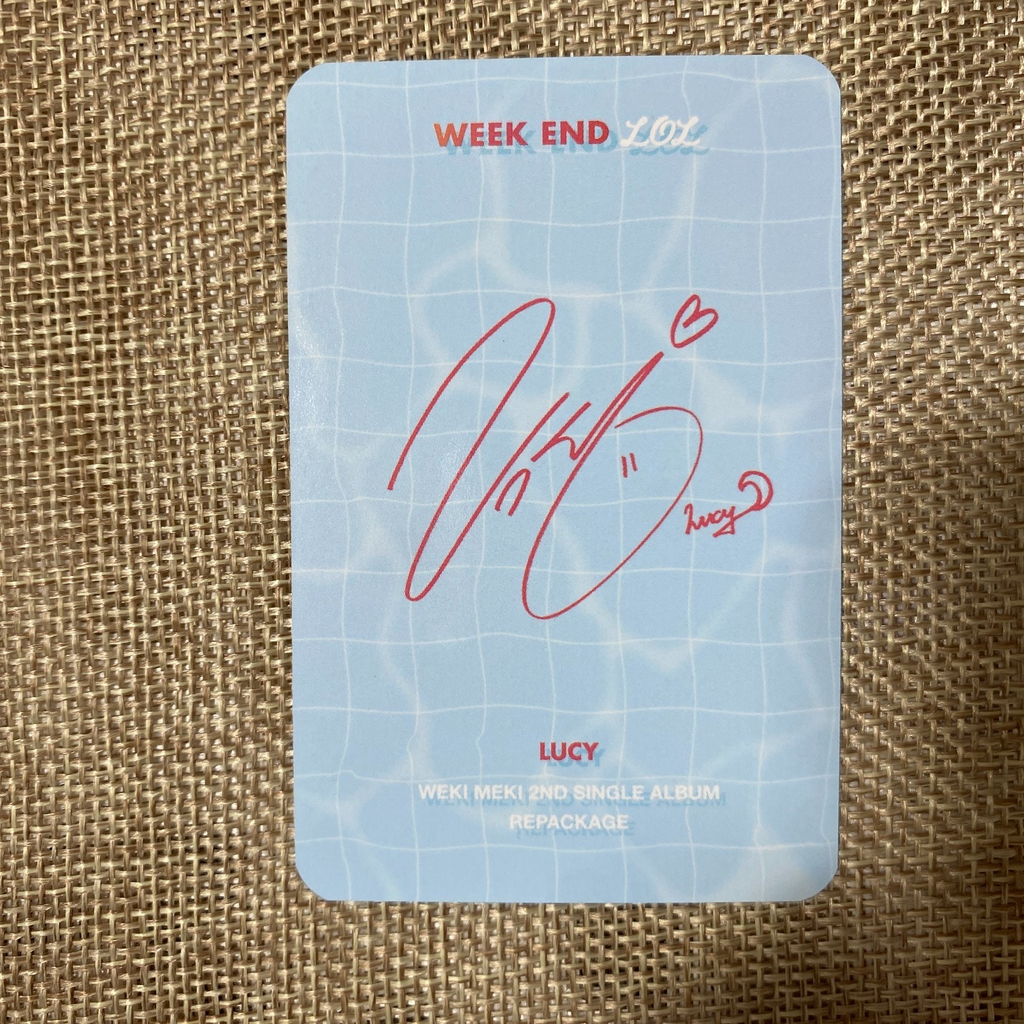 WEEK END LOL
Lucy
LUCY
WEKI MEKI 2ND SINGLE ALBUM
REPACKAGE